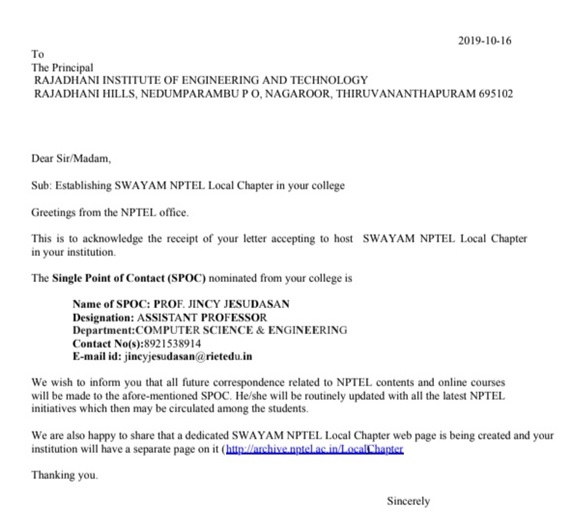 2019-10-16
To
The Principal
RAJADHANI INSTITUTE OF ENGINEERING AND TECHNOLOGY
RAJADHANI HILLS, NEDUMPARAMBU P O, NAGAROOR, THIRUVANANTHAPURAM 695102
Dear Sir/Madam,
Sub: Establishing SWAYAM NPTEL Local Chapter in your college
Greetings from the NPTEL office.
This is to acknowledge the receipt of your letter accepting to host SWAYAM NPTEL Local Chapter
in your institution.
The Single Point of Contact (SPOC) nominated from your college is
Name of SPOC: PROF. JINCY JESUDASAN
Designation: ASSISTANT PROFESSOR
Department:COMPUTER SCIENCE & ENGINEERING
Contact No(s):8921538914
E-mail id: jincyjesudasan@rietedu.in
We wish to inform you that all future correspondence related to NPTEL contents and online courses
will be made to the afore-mentioned SPOC. He/she will be routinely updated with all the latest NPTEL
initiatives which then may be circulated among the students.
We are also happy to share that a dedicated SWAYAM NPTEL Local Chapter web page is being created and your
institution will have a separate page on it (http://archive.nptel.ac.in/LocalChapter
Thanking you.
Sincerely